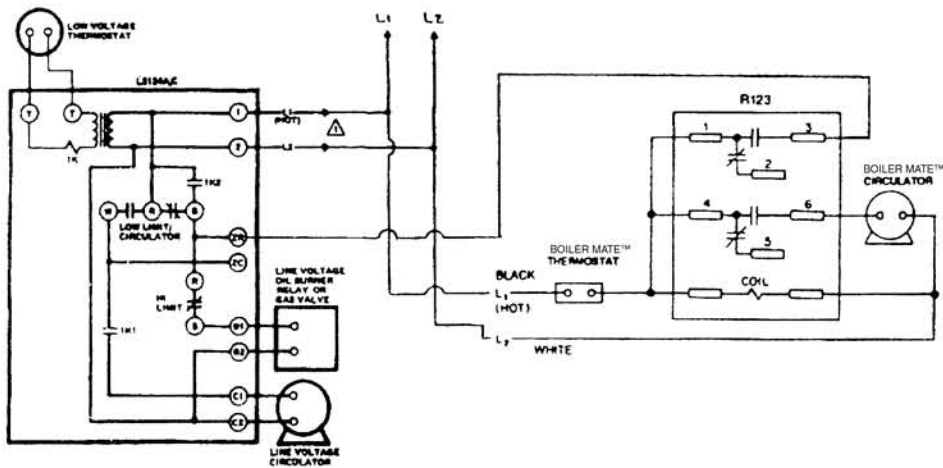 L1
L2
LOW VOLTAGE
THERMOSTAT
L8124A/C
R123
T
T
1
L1
(HOT)
1
1
3
1K
2
L2
2
BOILER MATE™
CIRCULATOR
1K2
4
6
W
R
B
LOW LIMIT/
CIRCULATOR
ZR
5
BOILER MATE™
THERMOSTAT
ZC
LINE VOLTAGE
OIL BURNER
RELAY OR
GAS VALVE
BLACK
COIL
R
L1
(HOT)
HI
LIMIT
B
B1
L2
WHITE
1K1
B2
C1
C2
LINE VOLTAGE
CIRCULATOR